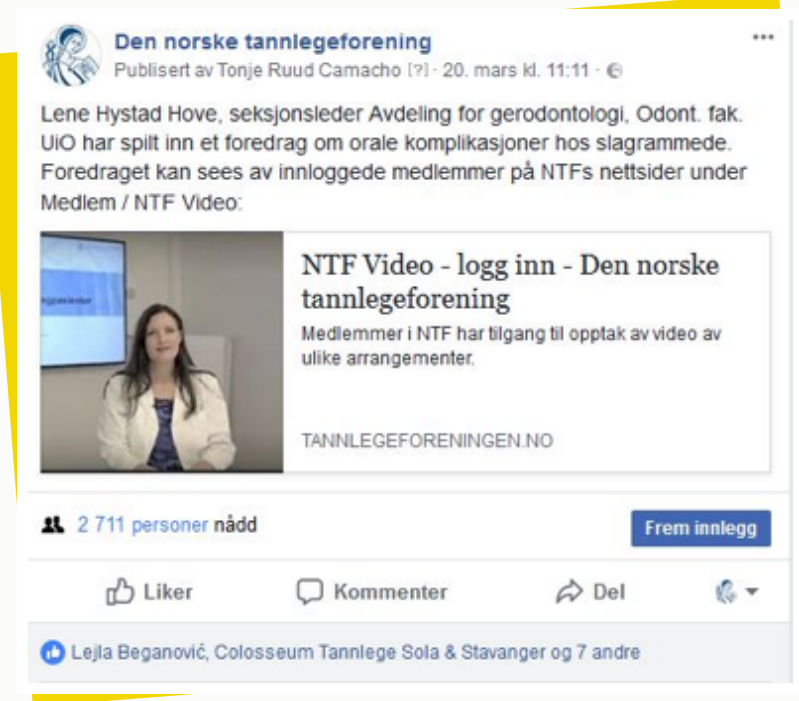 Den norske tannlegeforening
Publisert av Tonje Ruud Camacho [?] · 20. mars kl. 11:11 ·
Lene Hystad Hove, seksjonsleder Avdeling for gerodontologi, Odont. fak.
UiO har spilt inn et foredrag om orale komplikasjoner hos slagrammede.
Foredraget kan sees av innloggede medlemmer på NTFs nettsider under
Medlem / NTF Video:
NTF Video - logg inn - Den norske
tannlegeforening
Medlemmer i NTF har tilgang til opptak av video av
ulike arrangementer.
TANNLEGEFORENINGEN.NO
2 711 personer nådd
Frem innlegg
Liker Kommenter Del
Lejla Beganović, Colosseum Tannlege Sola & Stavanger og 7 andre